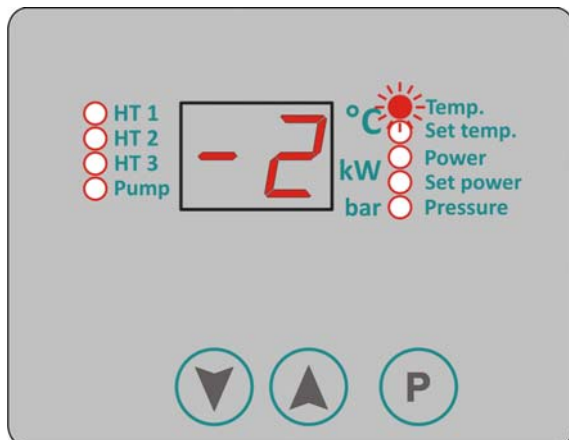 HT 1
HT 2
HT 3
Pump
-2
°C
kW
bar
Temp.
Set temp.
Power
Set power
Pressure
P